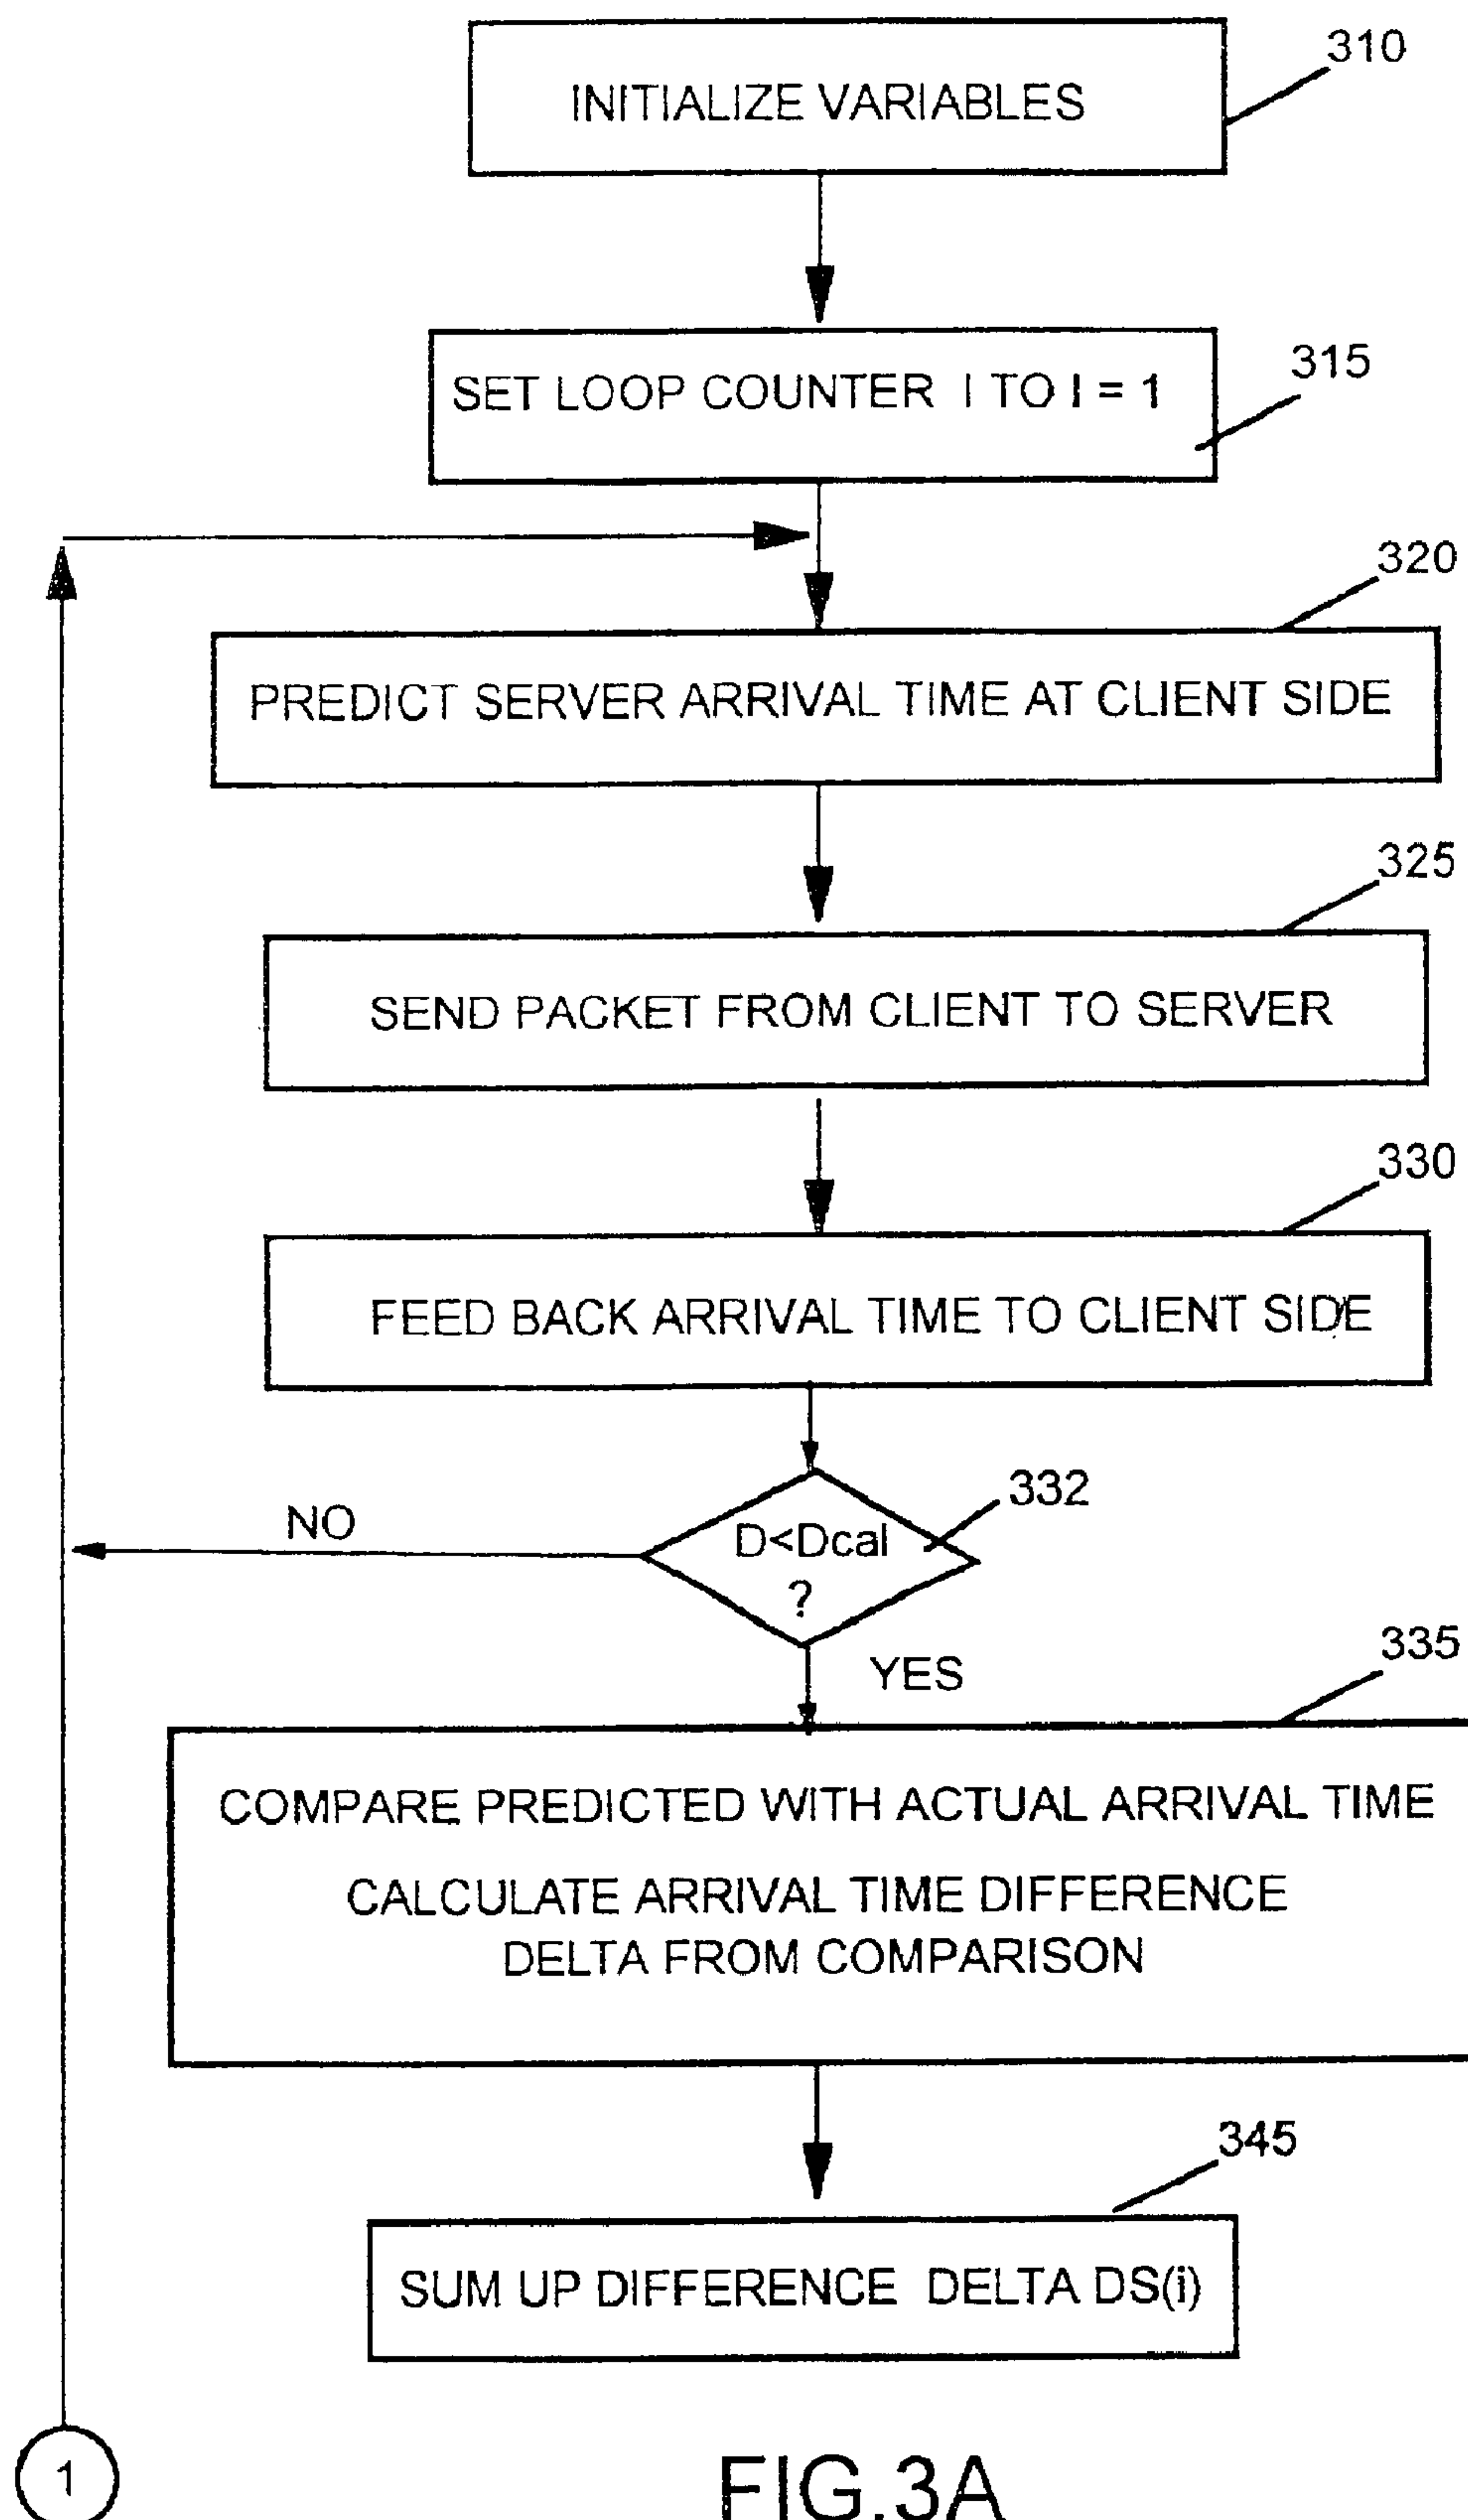 310
INITIALIZE VARIABLES
315
SET LOOP COUNTER I TO I = 1
320
PREDICT SERVER ARRIVAL TIME AT CLIENT SIDE
325
SEND PACKET FROM CLIENT TO SERVER
330
FEED BACK ARRIVAL TIME TO CLIENT SIDE
332
NO
D<Dcal
?
YES
335
COMPARE PREDICTED WITH ACTUAL ARRIVAL TIME
CALCULATE ARRIVAL TIME DIFFERENCE
DELTA FROM COMPARISON
345
SUM UP DIFFERENCE DELTA DS(i)
1
FIG.3A